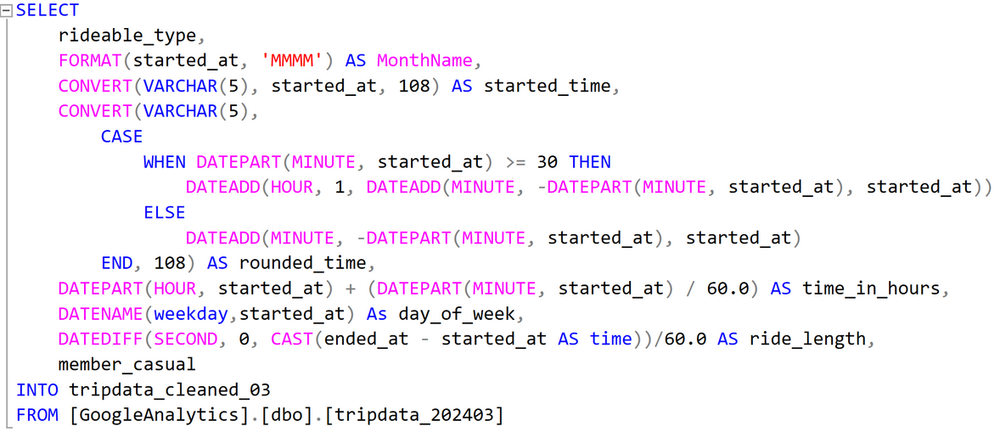 SELECT
rideable_type,
FORMAT(started_at, 'MMMM') AS MonthName,
CONVERT(VARCHAR(5), started_at, 108) AS started_time,
CONVERT(VARCHAR(5),
CASE
WHEN DATEPART(MINUTE, started_at) >= 30 THEN
DATEADD(HOUR, 1, DATEADD(MINUTE, -DATEPART(MINUTE, started_at), started_at))
ELSE
DATEADD(MINUTE, -DATEPART(MINUTE, started_at), started_at)
END, 108) AS rounded_time,
DATEPART(HOUR, started_at) + (DATEPART(MINUTE, started_at) / 60.0) AS time_in_hours,
DATENAME(weekday,started_at) As day_of_week,
DATEDIFF(SECOND, 0, CAST(ended_at - started_at AS time))/60.0 AS ride_length,
member_casual
INTO tripdata_cleaned_03
FROM [GoogleAnalytics].[dbo].[tripdata_202403]